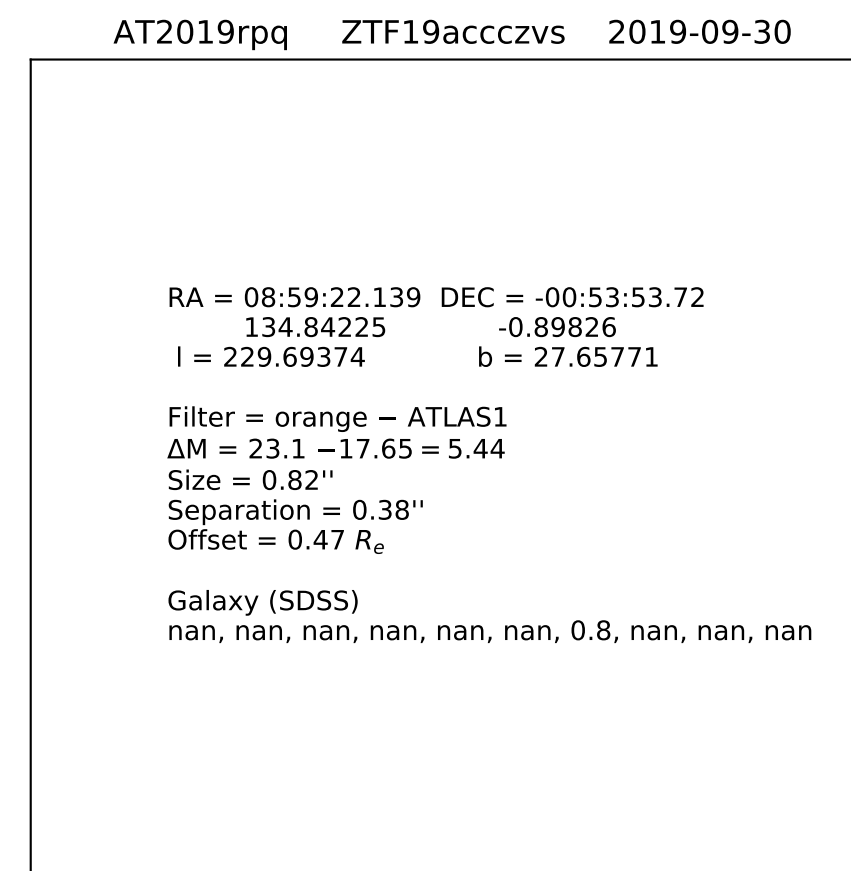 AT2019rpq ZTF19accczvs 2019-09-30
RA = 08:59:22.139 DEC = -00:53:53.72
134.84225 -0.89826
l = 229.69374 b = 27.65771
Filter = orange − ATLAS1
ΔM = 23.1 −17.65 = 5.44
Size = 0.82''
Separation = 0.38''
Offset = 0.47 Re
Galaxy (SDSS)
nan, nan, nan, nan, nan, nan, 0.8, nan, nan, nan